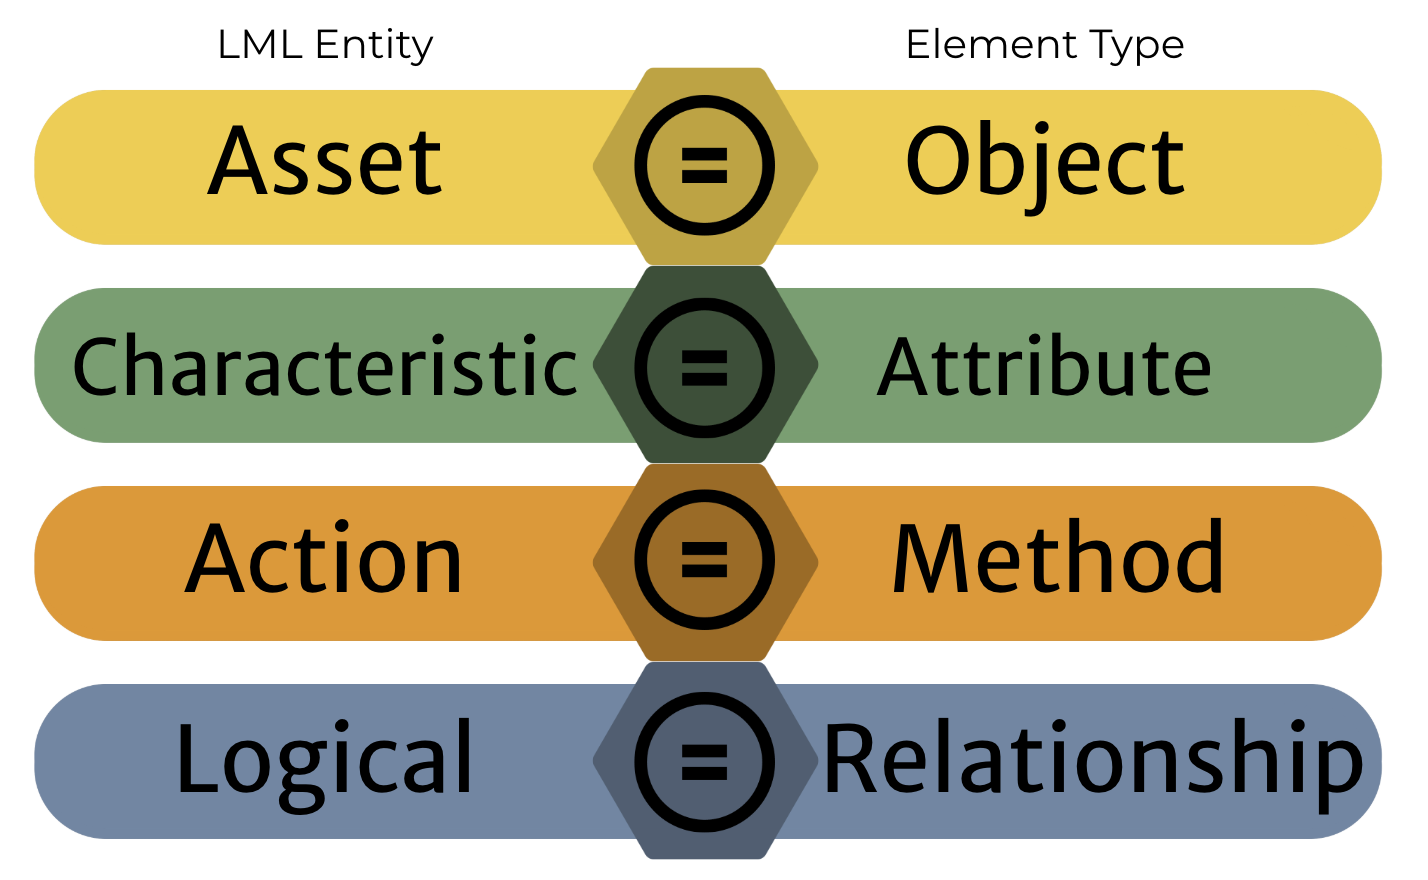 LML Entity Element Type
Asset = Object
Characteristic = Attribute
Action = Method
Logical = Relationship